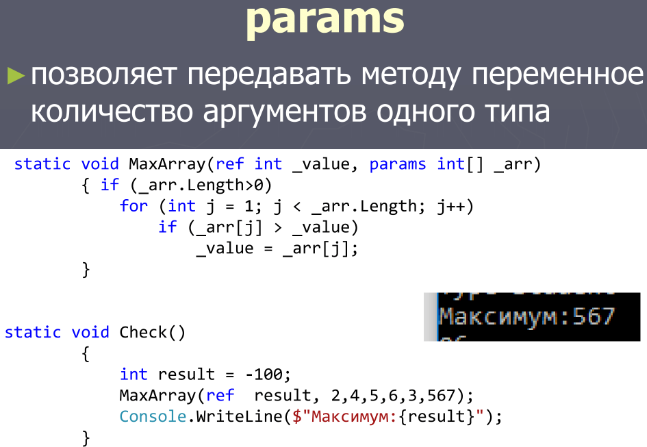 params
► позволяет передавать методу переменное
количество аргументов одного типа
static void MaxArray(ref int _value, params int[] _arr)
{ if (_arr.Length>0)
for (int j = 1; j < _arr.Length; j++)
if (_arr[j] > _value)
_value = _arr[j];
}
Максимум:567
static void Check()
{
int result = -100;
MaxArray(ref  result, 2,4,5,6,3,567);
Console.WriteLine($"Максимум:{result}");
}